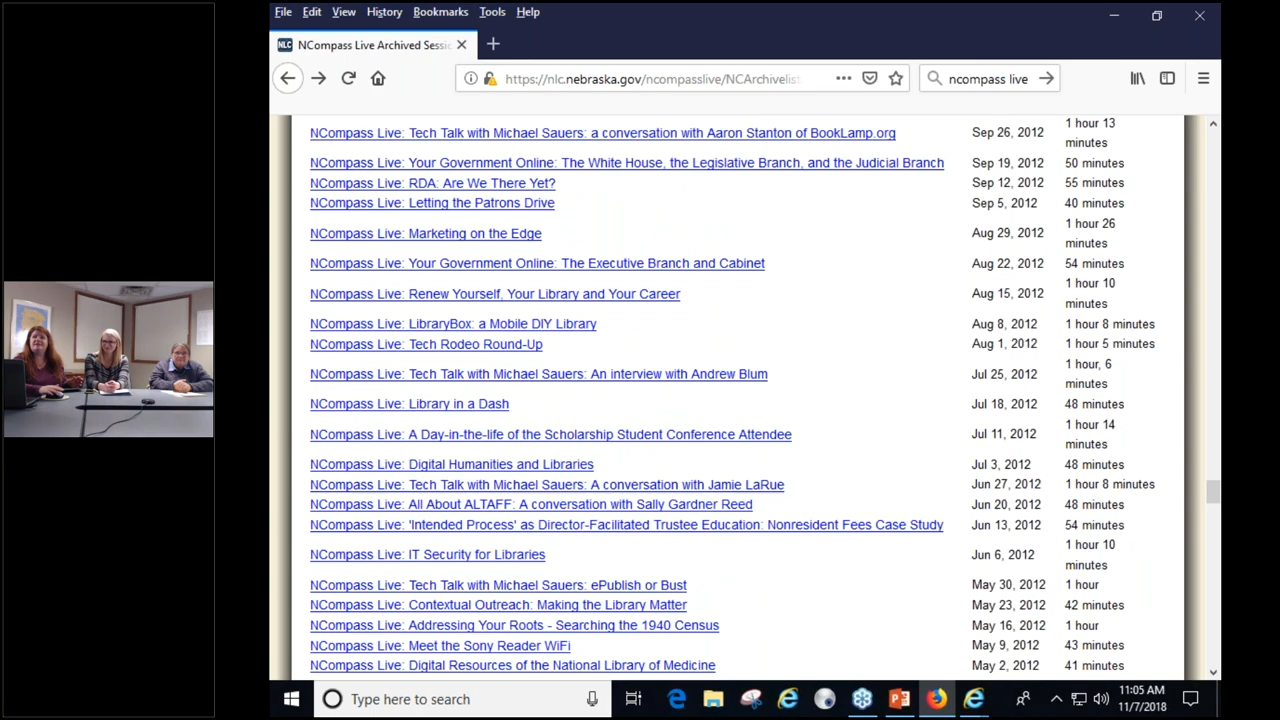 File Edit View History Bookmarks Tools Help
NLC NCompass Live Archived Sessi
https://nlc.nebraska.gov/ncompasslive/NCArchivelist
ncompass live
NCompass Live: Tech Talk with Michael Sauers: a conversation with Aaron Stanton of BookLamp.org Sep 26, 2012 1 hour 13 minutes
NCompass Live: Your Government Online: The White House, the Legislative Branch, and the Judicial Branch Sep 19, 2012 50 minutes
NCompass Live: RDA: Are We There Yet? Sep 12, 2012 55 minutes
NCompass Live: Letting the Patrons Drive Sep 5, 2012 40 minutes
NCompass Live: Marketing on the Edge Aug 29, 2012 1 hour 26 minutes
NCompass Live: Your Government Online: The Executive Branch and Cabinet Aug 22, 2012 54 minutes
NCompass Live: Renew Yourself, Your Library and Your Career Aug 15, 2012 1 hour 10 minutes
NCompass Live: LibraryBox: a Mobile DIY Library Aug 8, 2012 1 hour 8 minutes
NCompass Live: Tech Rodeo Round-Up Aug 1, 2012 1 hour 5 minutes
NCompass Live: Tech Talk with Michael Sauers: An interview with Andrew Blum Jul 25, 2012 1 hour, 6 minutes
NCompass Live: Library in a Dash Jul 18, 2012 48 minutes
NCompass Live: A Day-in-the-life of the Scholarship Student Conference Attendee Jul 11, 2012 1 hour 14 minutes
NCompass Live: Digital Humanities and Libraries Jul 3, 2012 48 minutes
NCompass Live: Tech Talk with Michael Sauers: A conversation with Jamie LaRue Jun 27, 2012 1 hour 8 minutes
NCompass Live: All About ALTAFF: A conversation with Sally Gardner Reed Jun 20, 2012 48 minutes
NCompass Live: 'Intended Process' as Director-Facilitated Trustee Education: Nonresident Fees Case Study Jun 13, 2012 54 minutes
NCompass Live: IT Security for Libraries Jun 6, 2012 1 hour 10 minutes
NCompass Live: Tech Talk with Michael Sauers: ePublish or Bust May 30, 2012 1 hour
NCompass Live: Contextual Outreach: Making the Library Matter May 23, 2012 42 minutes
NCompass Live: Addressing Your Roots - Searching the 1940 Census May 16, 2012 1 hour
NCompass Live: Meet the Sony Reader WiFi May 9, 2012 43 minutes
NCompass Live: Digital Resources of the National Library of Medicine May 2, 2012 41 minutes
Type here to search
11:05 AM
11/7/2018